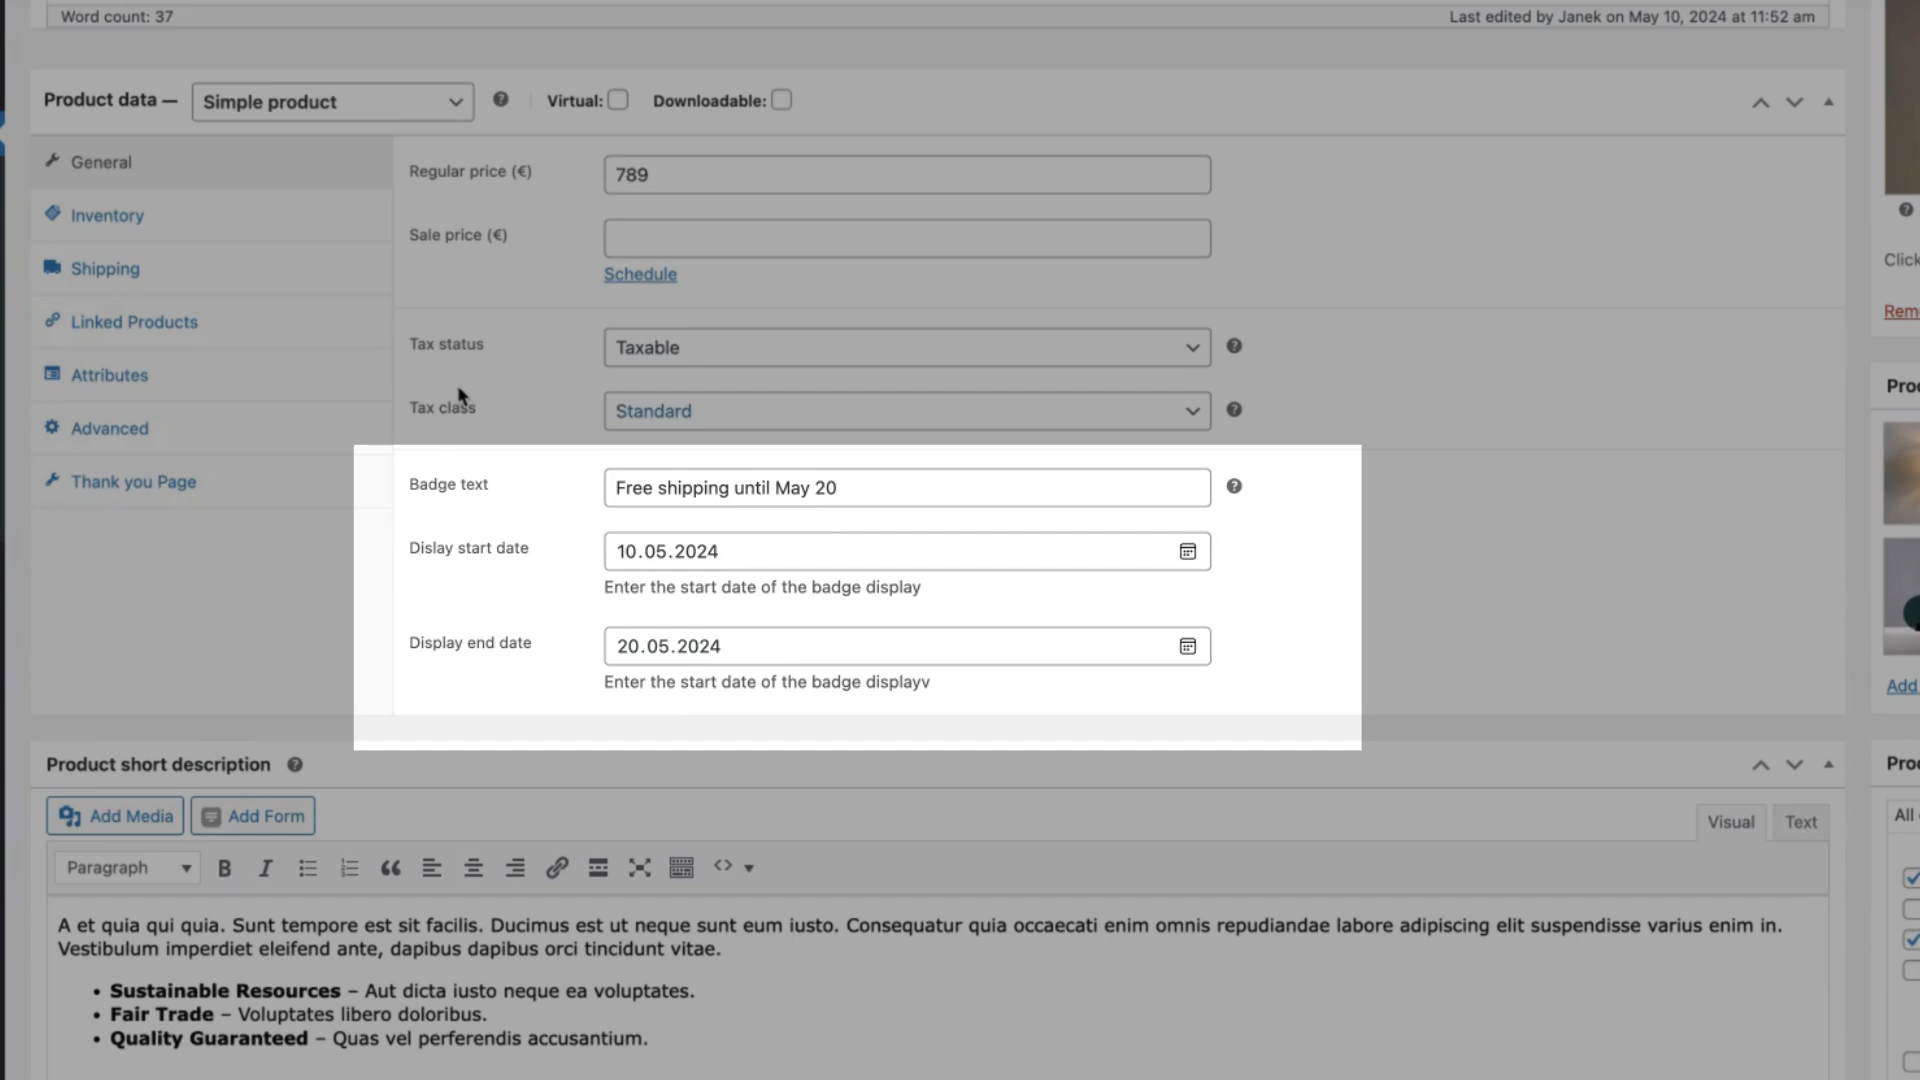 Word count: 37
Last edited by Janek on May 10, 2024 at 11:52 am
Product data —
Simple product
Virtual:
Downloadable:
General
Inventory
Shipping
Linked Products
Attributes
Advanced
Thank you Page
Regular price (€)
789
Sale price (€)
Schedule
Tax status
Taxable
Tax class
Standard
Badge text
Free shipping until May 20
Dislay start date
10.05.2024
Enter the start date of the badge display
Display end date
20.05.2024
Enter the start date of the badge displayv
Product short description
Add Media
Add Form
Visual
Text
Paragraph
A et quia qui quia. Sunt tempore est sit facilis. Ducimus est ut neque sunt eum iusto. Consequatur quia occaecati enim omnis repudiandae labore adipiscing elit suspendisse varius enim in.
Vestibulum imperdiet eleifend ante, dapibus dapibus orci tincidunt vitae.
• Sustainable Resources – Aut dicta iusto neque ea voluptates.
• Fair Trade – Voluptates libero doloribus.
• Quality Guaranteed – Quas vel perferendis accusantium.
Click
Rem
Add
All